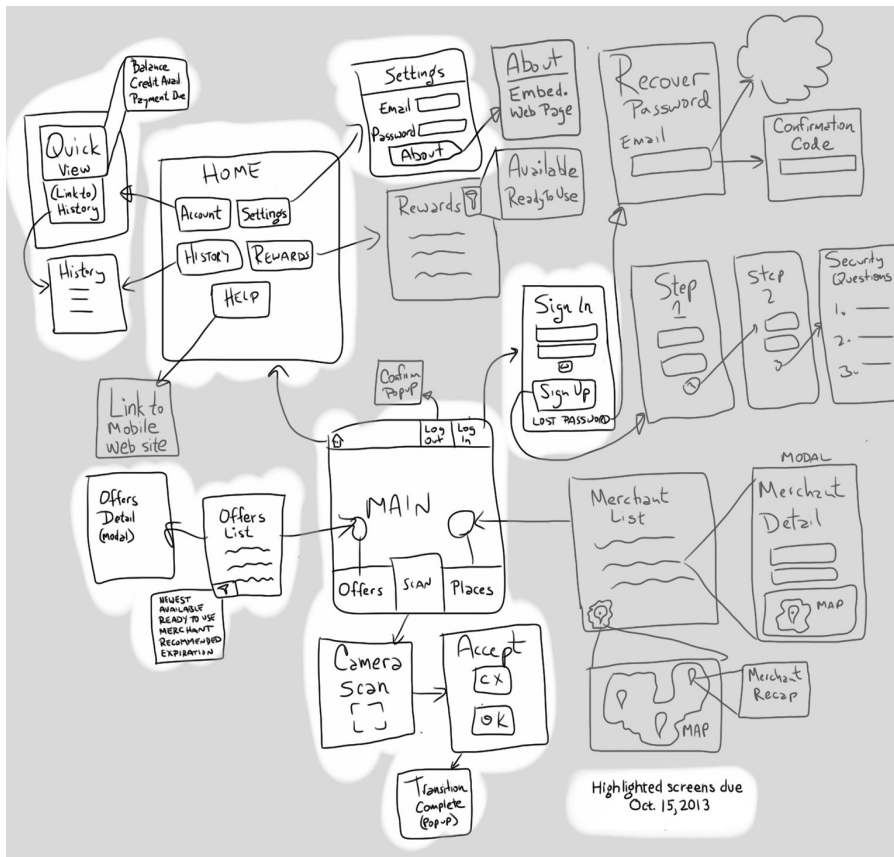 Balance
Credit Avail
Payment Due
Quick
View
(Link to)
History
History
HOME
Account
Settings
HISTORY
REWARDS
HELP
Link to
Mobile
Web site
Settings
Email
Password
About
About
Embed.
Web Page
Rewards
Available
Ready To Use
Recover
Password
Email
Confirmation
Code
Sign In
Sign Up
LOST PASSWORD
Step
1
Step
2
Security
Questions
1.
2.
3.
Confirm
Popup
Log
Out
Log
In
MAIN
Offers
SCAN
Places
Offers
Detail
(modal)
Offers
List
NEWEST
AVAILABLE
READY TO USE
MERCHANT
RECOMMENDED
EXPIRATION
Camera
Scan
Accept
CX
OK
Transition
Complete
(Popup)
Merchant
List
MODAL
Merchant
Detail
MAP
MAP
Merchant
Recap
Highlighted screens due
Oct. 15, 2013